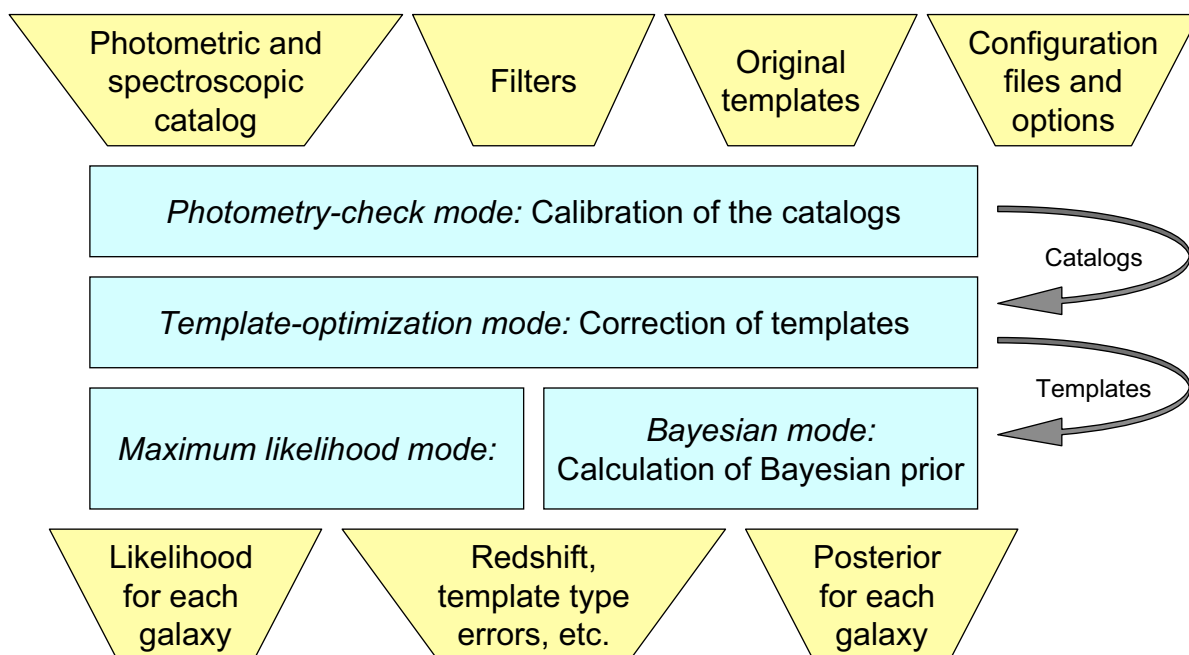 Photometric and
spectroscopic
catalog
Filters
Original
templates
Configuration
files and
options
Photometry-check mode: Calibration of the catalogs
Catalogs
Template-optimization mode: Correction of templates
Templates
Maximum likelihood mode:
Bayesian mode:
Calculation of Bayesian prior
Likelihood
for each
galaxy
Redshift,
template type
errors, etc.
Posterior
for each
galaxy